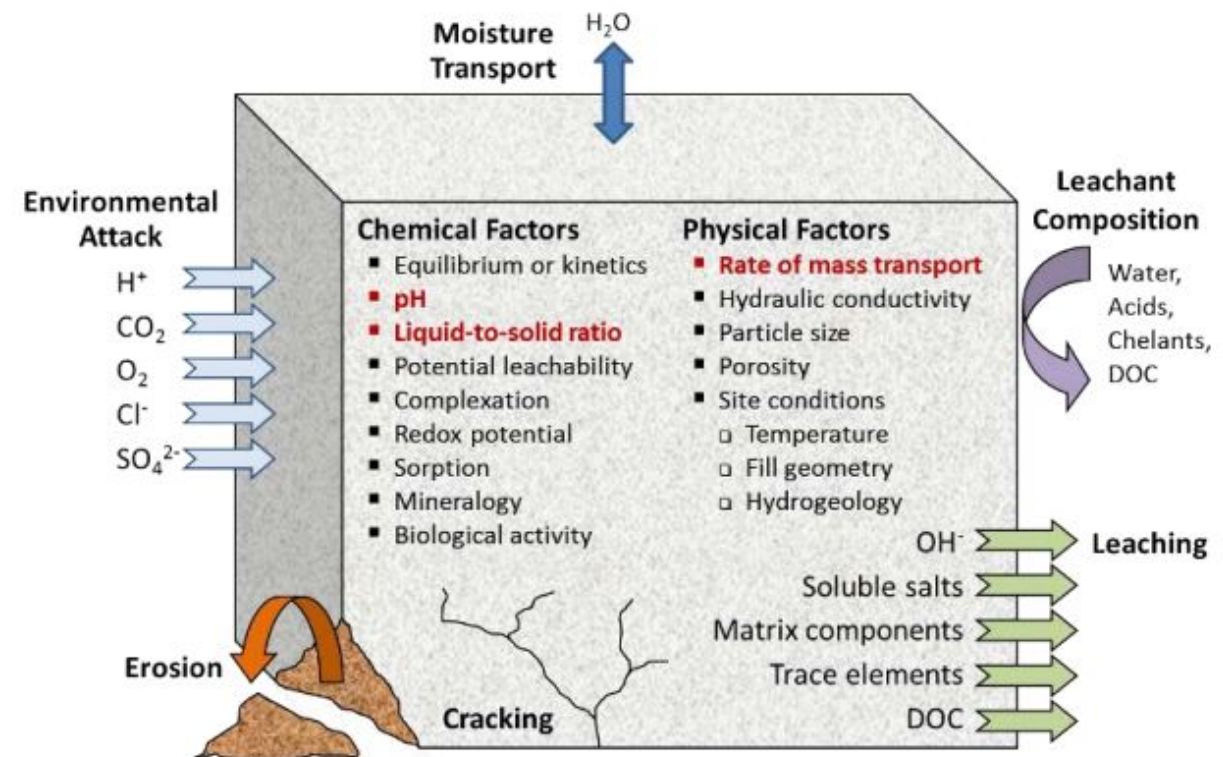 Moisture
Transport
H₂O
Environmental
Attack
H⁺
CO₂
O₂
Cl⁻
SO₄²⁻
Chemical Factors
▪ Equilibrium or kinetics
▪ pH
▪ Liquid-to-solid ratio
▪ Potential leachability
▪ Complexation
▪ Redox potential
▪ Sorption
▪ Mineralogy
▪ Biological activity
Physical Factors
▪ Rate of mass transport
▪ Hydraulic conductivity
▪ Particle size
▪ Porosity
▪ Site conditions
❑ Temperature
❑ Fill geometry
❑ Hydrogeology
Leachant
Composition
Water,
Acids,
Chelants,
DOC
OH⁻
Soluble salts
Matrix components
Trace elements
DOC
Leaching
Erosion
Cracking